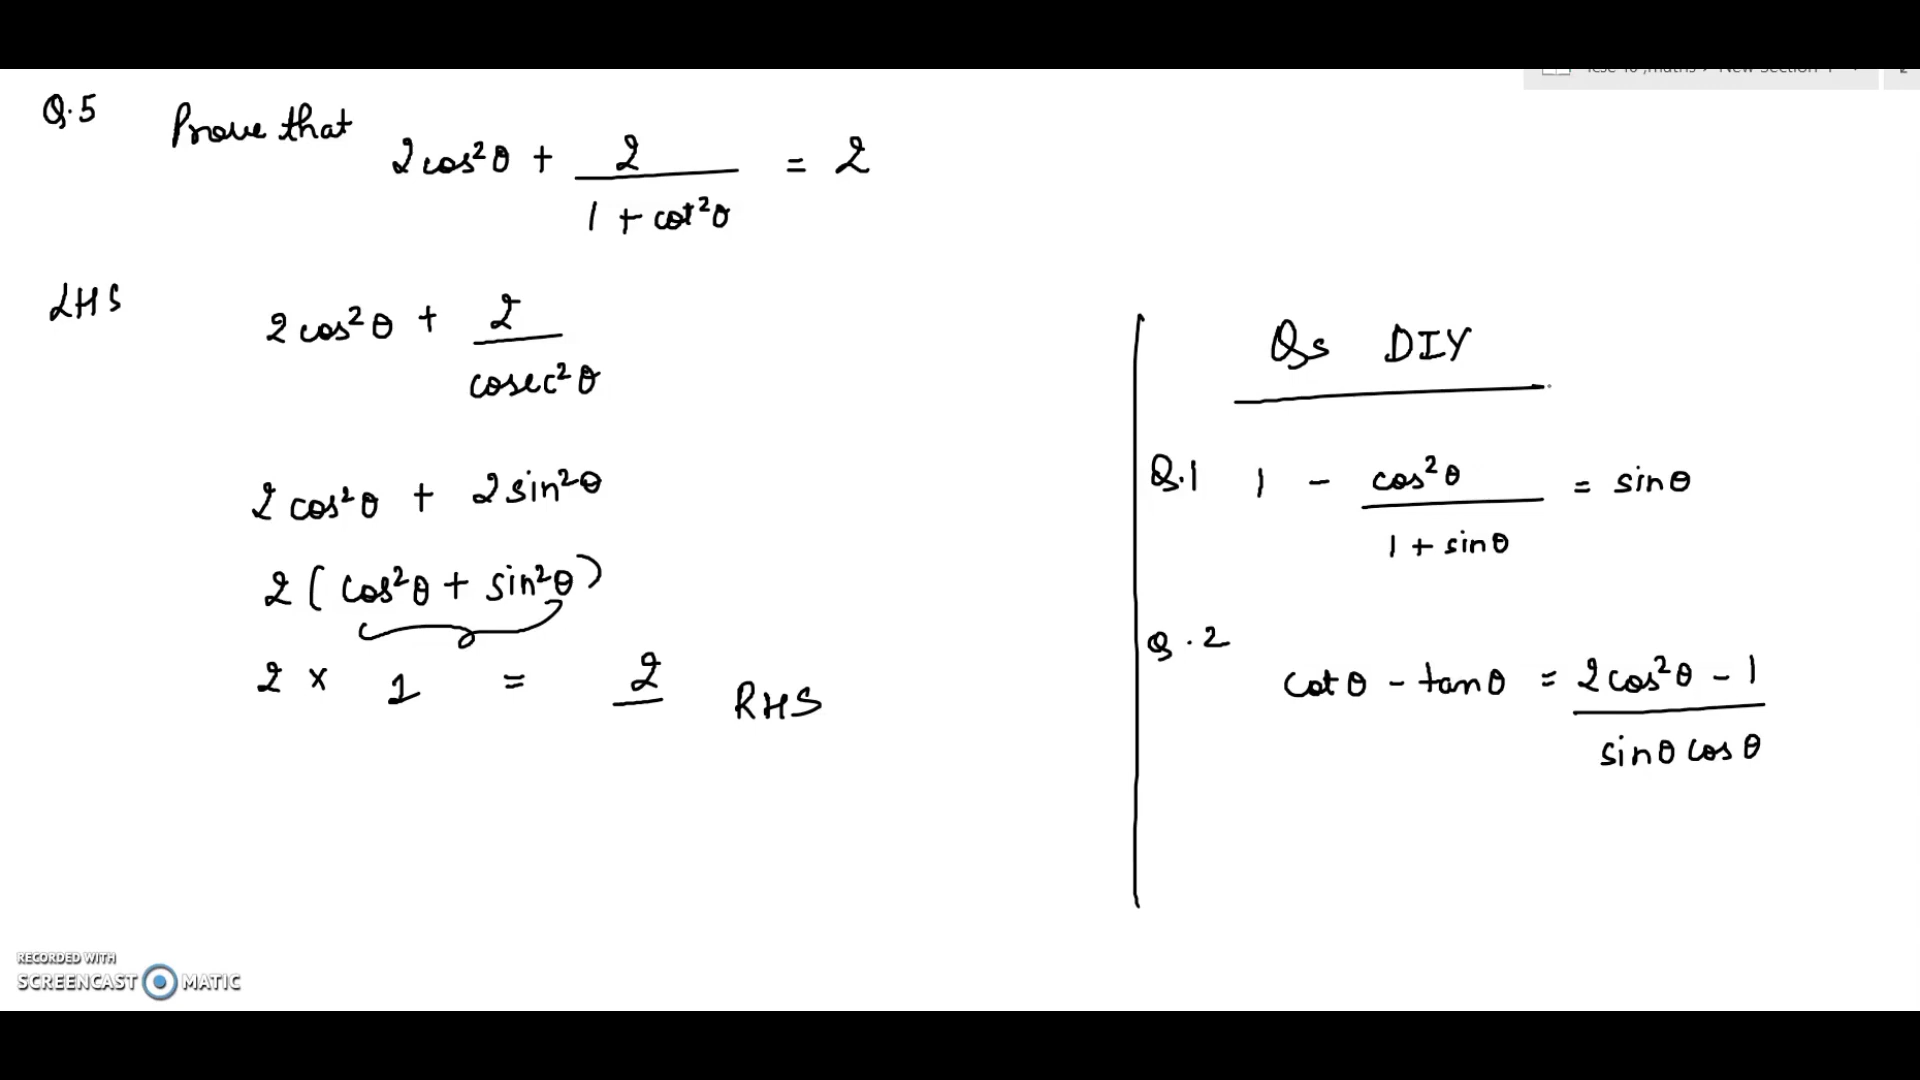 Q.5 Prove that
2cos²θ + 2/(1 + cot²θ) = 2
LHS 2cos²θ + 2/cosec²θ
2cos²θ + 2sin²θ
2(cos²θ + sin²θ)
2 × 1 = 2 RHS
Qs DIY
Q.1 1 - cos²θ/(1 + sinθ) = sinθ
Q.2
cotθ - tanθ = (2cos²θ - 1)/(sinθ cosθ)
RECORDED WITH
SCREENCAST MATIC